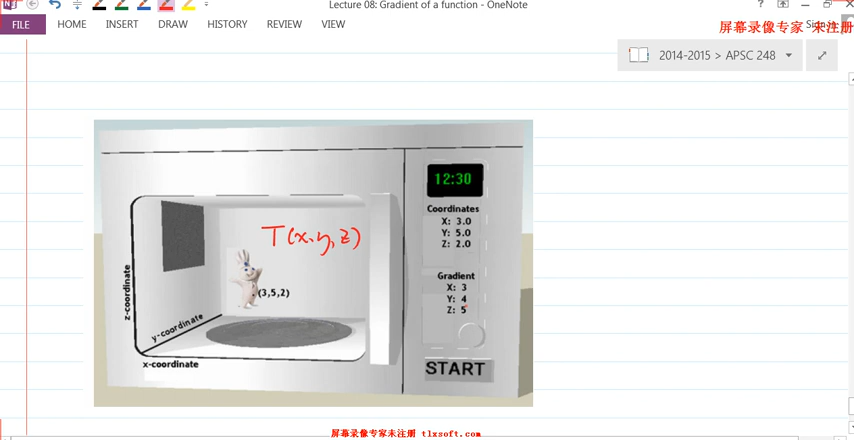 Lecture 08: Gradient of a function - OneNote
FILE HOME INSERT DRAW HISTORY REVIEW VIEW
Sign in
屏幕录像专家 未注册
2014-2015 > APSC 248
12:30
Coordinates
X: 3.0
Y: 5.0
Z: 2.0
T(x,y,z)
Gradient
X: 3
Y: 4
Z: 5
(3,5,2)
z-coordinate
y-coordinate
x-coordinate
START
屏幕录像专家未注册 tlxsoft.com